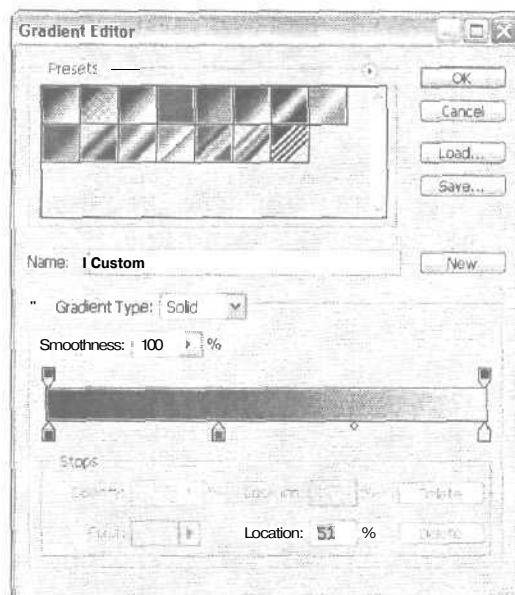 Gradient Editor
Presets
OK
Cancel
Load...
Save...
Name: I Custom
New
" Gradient Type: Solid
Smoothness: 100 %
Stops
Location: 51 %